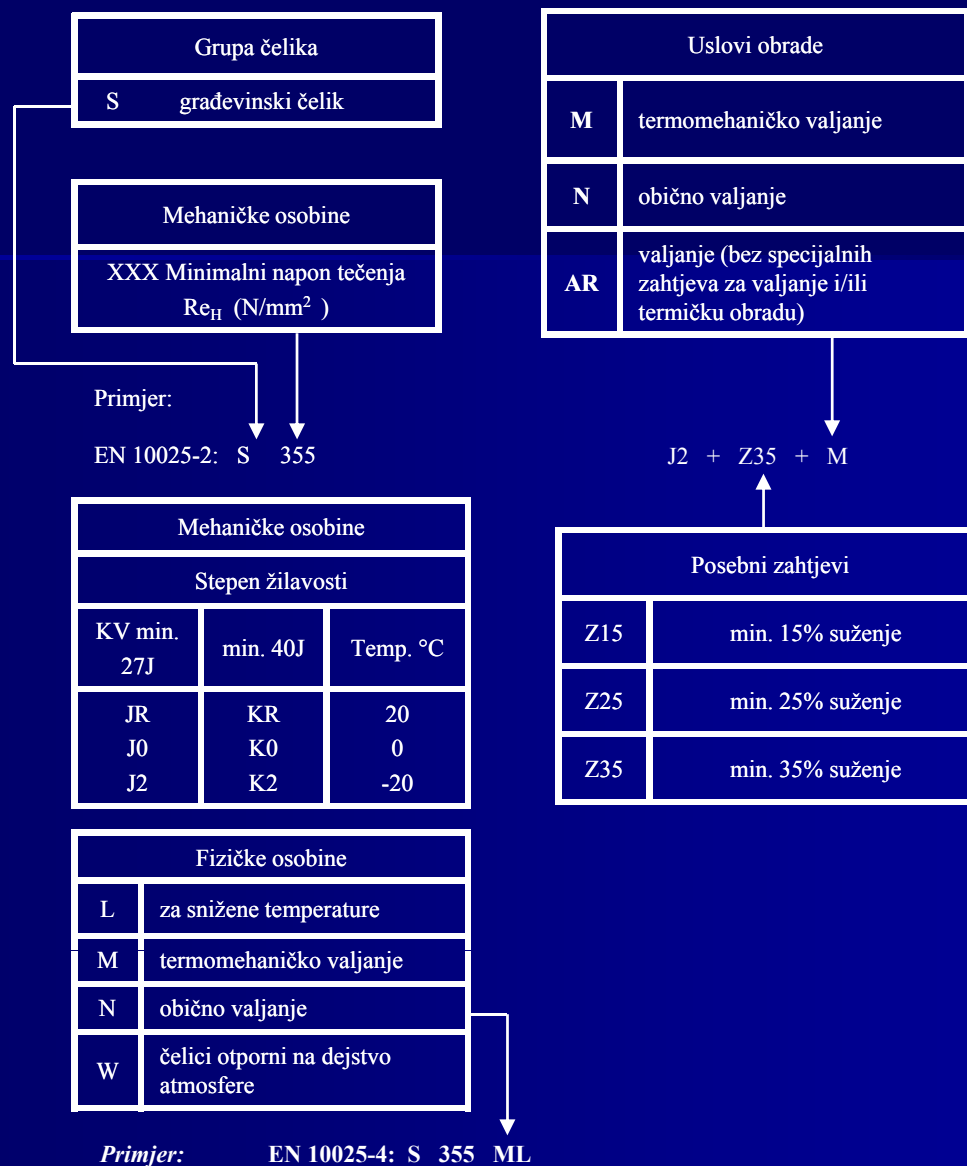 Grupa čelika
S građevinski čelik
Mehaničke osobine
XXX Minimalni napon tečenja
ReH (N/mm2 )
Primjer:
EN 10025-2: S 355
Uslovi obrade
M termomehaničko valjanje
N obično valjanje
AR valjanje (bez specijalnih
zahtjeva za valjanje i/ili
termičku obradu)
J2 + Z35 + M
Mehaničke osobine
Stepen žilavosti
KV min.
27J
min. 40J
Temp. °C
JR KR 20
J0 K0 0
J2 K2 -20
Posebni zahtjevi
Z15 min. 15% suženje
Z25 min. 25% suženje
Z35 min. 35% suženje
Fizičke osobine
L za snižene temperature
M termomehaničko valjanje
N obično valjanje
W čelici otporni na dejstvo
atmosfere
Primjer: EN 10025-4: S 355 ML